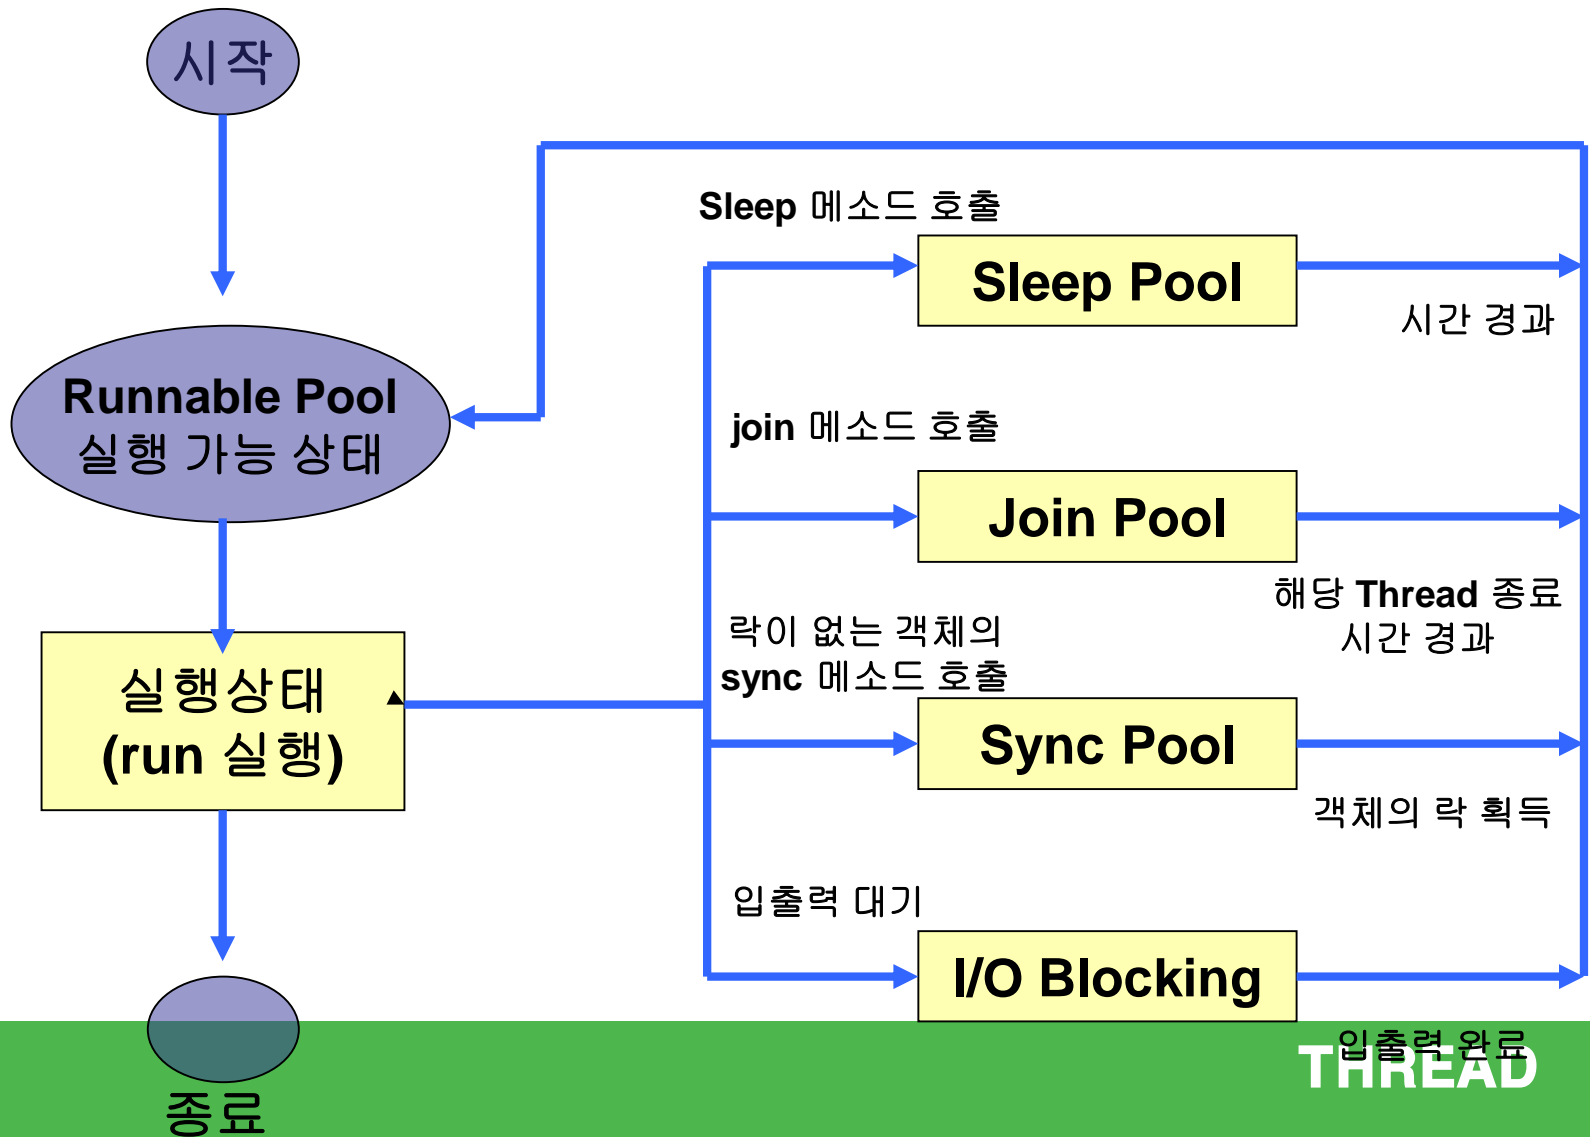 시작
Sleep 메소드 호출
Sleep Pool
시간 경과
Runnable Pool
실행 가능 상태
join 메소드 호출
Join Pool
해당 Thread 종료
시간 경과
락이 없는 객체의
sync 메소드 호출
실행상태
(run 실행)
Sync Pool
객체의 락 획득
입출력 대기
I/O Blocking
입출력 완료
THREAD
종료